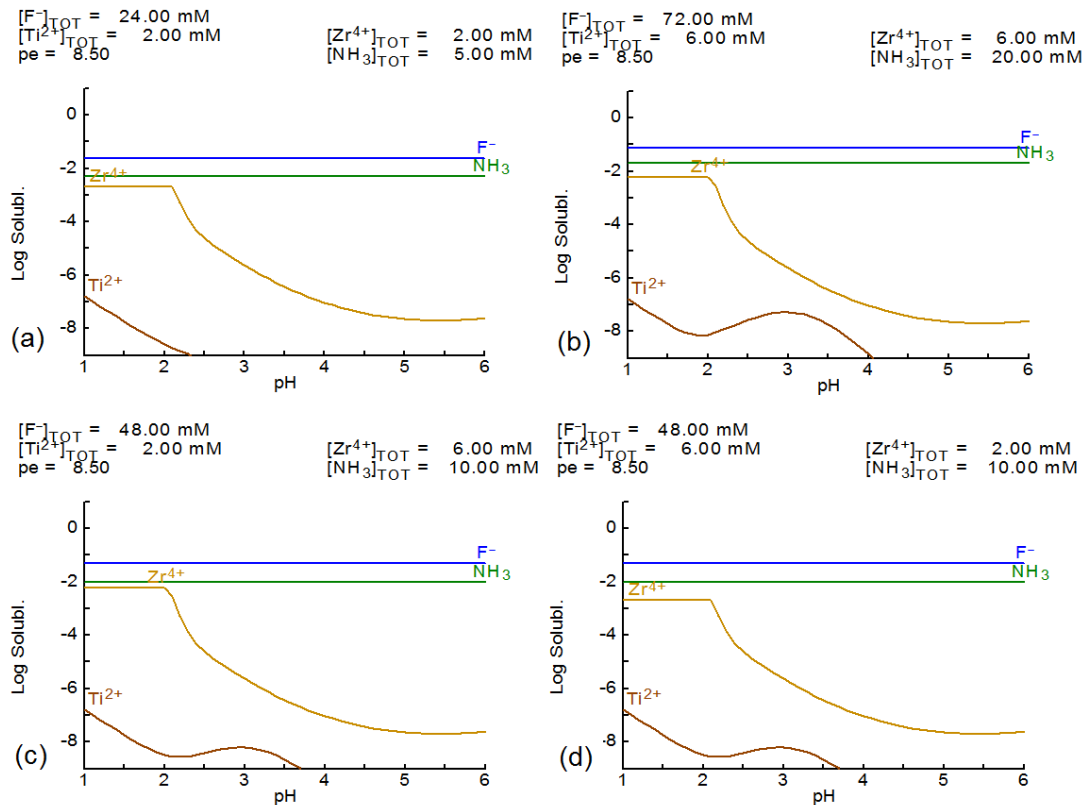 [F⁻]TOT = 24.00 mM
[Ti²⁺]TOT = 2.00 mM [Zr⁴⁺]TOT = 2.00 mM
pe = 8.50 [NH₃]TOT = 5.00 mM
0
-2
-4
-6
-8
Log Solubl.
F⁻
NH₃
Zr⁴⁺
Ti²⁺
(a)
1 2 3 4 5 6
pH
[F⁻]TOT = 72.00 mM
[Ti²⁺]TOT = 6.00 mM [Zr⁴⁺]TOT = 6.00 mM
pe = 8.50 [NH₃]TOT = 20.00 mM
0
-2
-4
-6
-8
Log Solubl.
F⁻
NH₃
Zr⁴⁺
Ti²⁺
(b)
1 2 3 4 5 6
pH
[F⁻]TOT = 48.00 mM
[Ti²⁺]TOT = 2.00 mM [Zr⁴⁺]TOT = 6.00 mM
pe = 8.50 [NH₃]TOT = 10.00 mM
0
-2
-4
-6
-8
Log Solubl.
F⁻
NH₃
Zr⁴⁺
Ti²⁺
(c)
1 2 3 4 5 6
pH
[F⁻]TOT = 48.00 mM
[Ti²⁺]TOT = 6.00 mM [Zr⁴⁺]TOT = 2.00 mM
pe = 8.50 [NH₃]TOT = 10.00 mM
0
-2
-4
-6
-8
Log Solubl.
F⁻
NH₃
Zr⁴⁺
Ti²⁺
(d)
1 2 3 4 5 6
pH